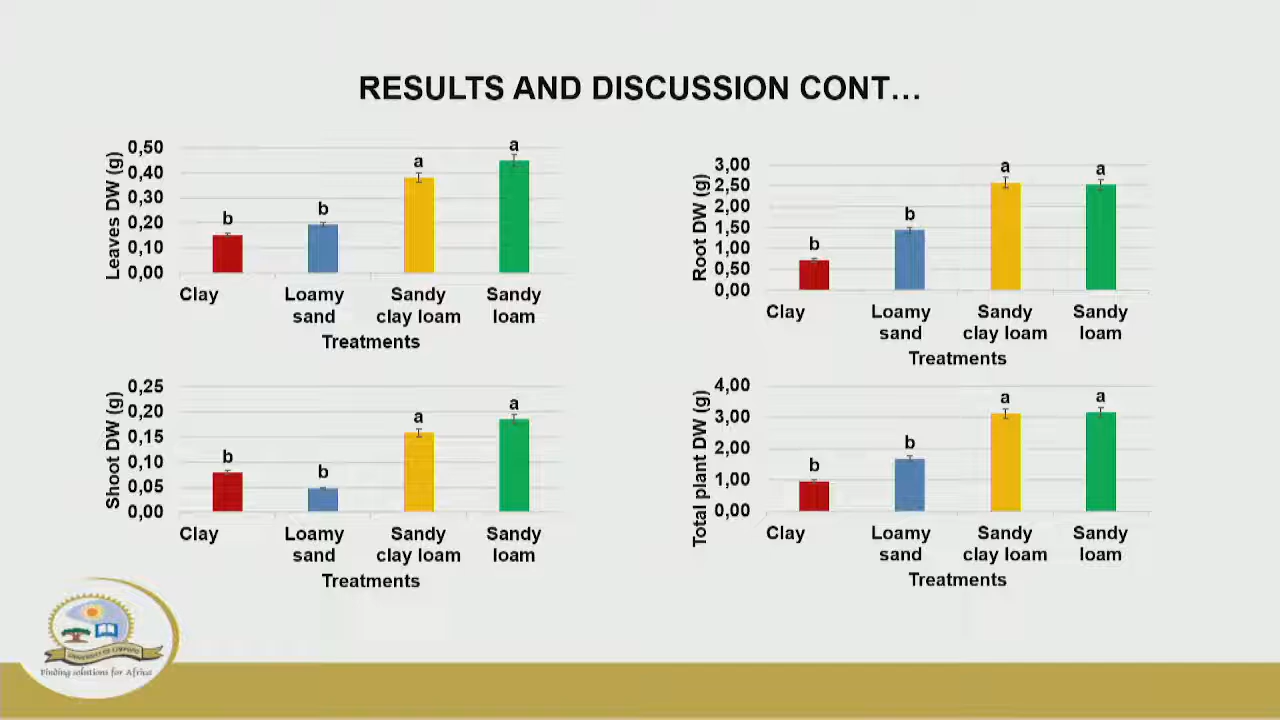 RESULTS AND DISCUSSION CONT…
Leaves DW (g)
0,50
0,40
0,30
0,20
0,10
0,00
b
b
a
a
Clay
Loamy sand
Sandy clay loam
Sandy loam
Treatments
Root DW (g)
3,00
2,50
2,00
1,50
1,00
0,50
0,00
b
b
a
a
Clay
Loamy sand
Sandy clay loam
Sandy loam
Treatments
Shoot DW (g)
0,25
0,20
0,15
0,10
0,05
0,00
b
b
a
a
Clay
Loamy sand
Sandy clay loam
Sandy loam
Treatments
Total plant DW (g)
4,00
3,00
2,00
1,00
0,00
b
b
a
a
Clay
Loamy sand
Sandy clay loam
Sandy loam
Treatments
UNIVERSITY OF LIMPOPO
Finding solutions for Africa